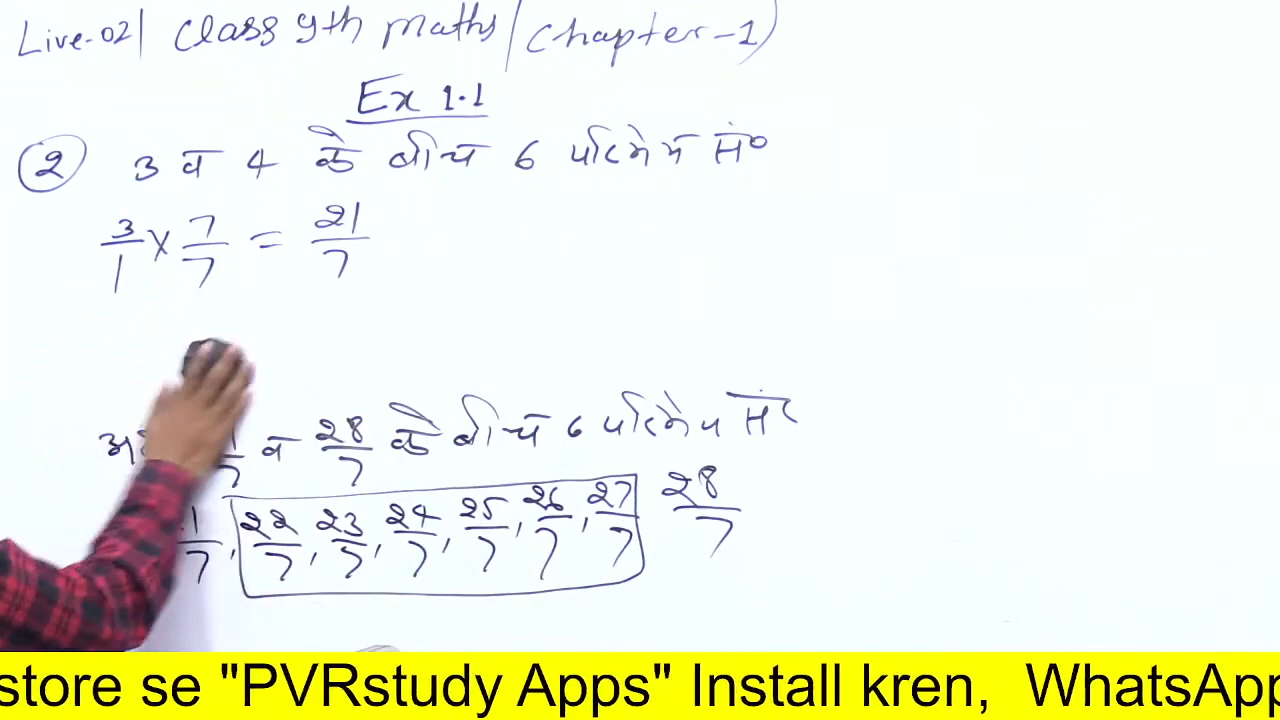 Live-02| Class 9th Maths/(Chapter-1)
Ex 1.1
② 3 व 4 के बीच 6 परिमेय सं०
3/1 × 7/7 = 21/7
व 28/7 के बीच 6 परिमेय सं०
22/7, 23/7, 24/7, 25/7, 26/7, 27/7 28/7
store se "PVRstudy Apps" Install kren, WhatsApp